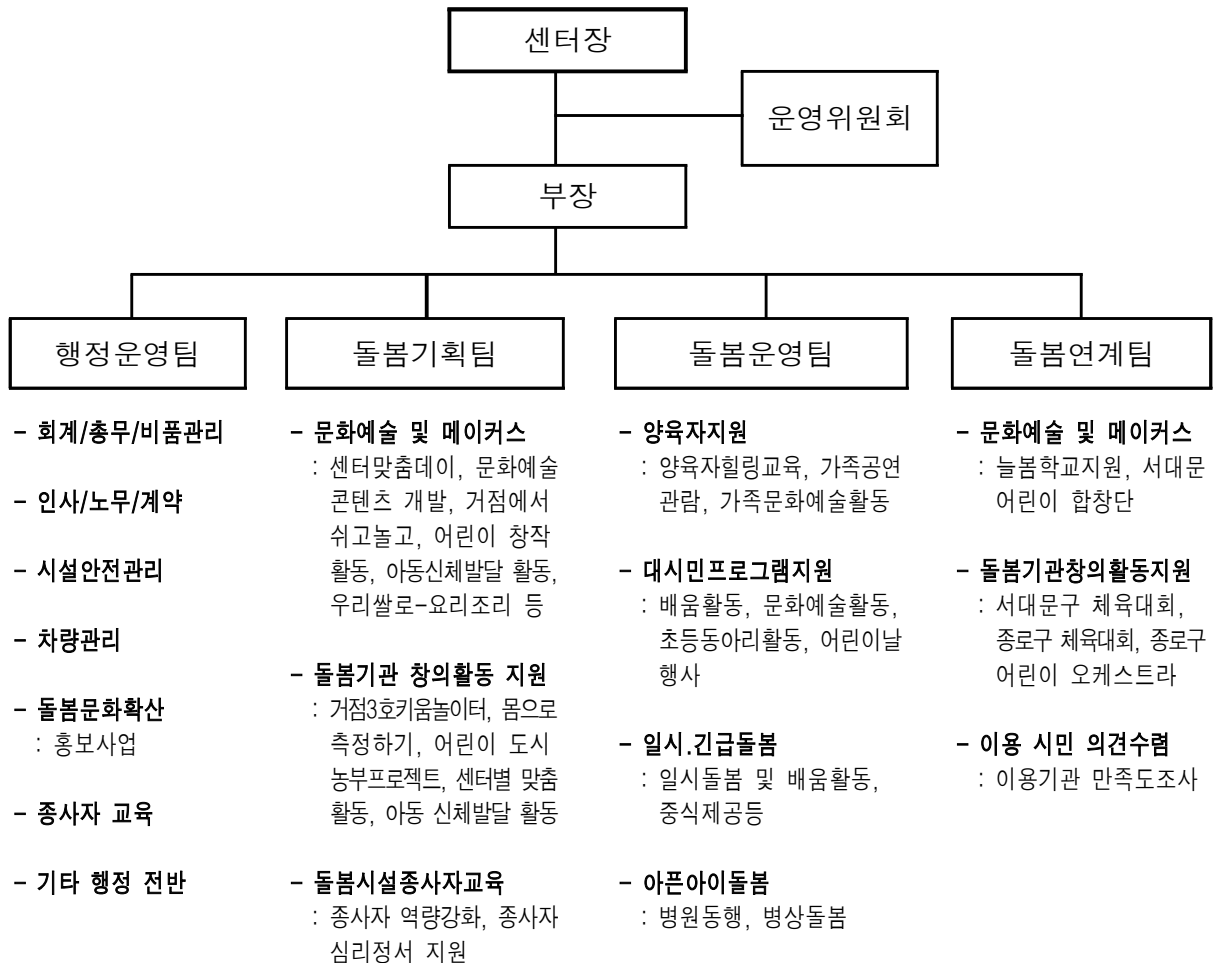 센터장
운영위원회
부장
행정운영팀
- 회계/총무/비품관리
- 인사/노무/계약
- 시설안전관리
- 차량관리
- 돌봄문화확산
: 홍보사업
- 종사자 교육
- 기타 행정 전반
돌봄기획팀
- 문화예술 및 메이커스
: 센터맞춤데이, 문화예술
콘텐츠 개발, 거점에서
쉬고놀고, 어린이 창작
활동, 아동신체발달 활동,
우리쌀로-요리조리 등
- 돌봄기관 창의활동 지원
: 거점3호키움놀이터, 몸으로
측정하기, 어린이 도시
농부프로젝트, 센터별 맞춤
활동, 아동 신체발달 활동
- 돌봄시설종사자교육
: 종사자 역량강화, 종사자
심리정서 지원
돌봄운영팀
- 양육자지원
: 양육자힐링교육, 가족공연
관람, 가족문화예술활동
- 대시민프로그램지원
: 배움활동, 문화예술활동,
초등동아리활동, 어린이날
행사
- 일시.긴급돌봄
: 일시돌봄 및 배움활동,
중식제공등
- 아픈아이돌봄
: 병원동행, 병상돌봄
돌봄연계팀
- 문화예술 및 메이커스
: 늘봄학교지원, 서대문
어린이 합창단
- 돌봄기관창의활동지원
: 서대문구 체육대회,
종로구 체육대회, 종로구
어린이 오케스트라
- 이용 시민 의견수렴
: 이용기관 만족도조사